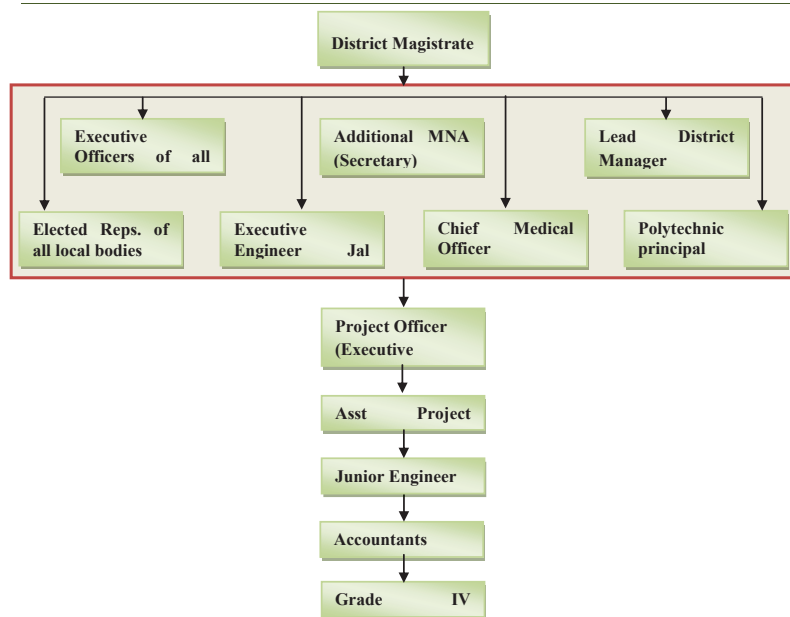 District Magistrate
Executive
Officers of all
Additional MNA
(Secretary)
Lead District
Manager
Elected Reps. of
all local bodies
Executive
Engineer Jal
Chief Medical
Officer
Polytechnic
principal
Project Officer
(Executive
Asst Project
Junior Engineer
Accountants
Grade IV